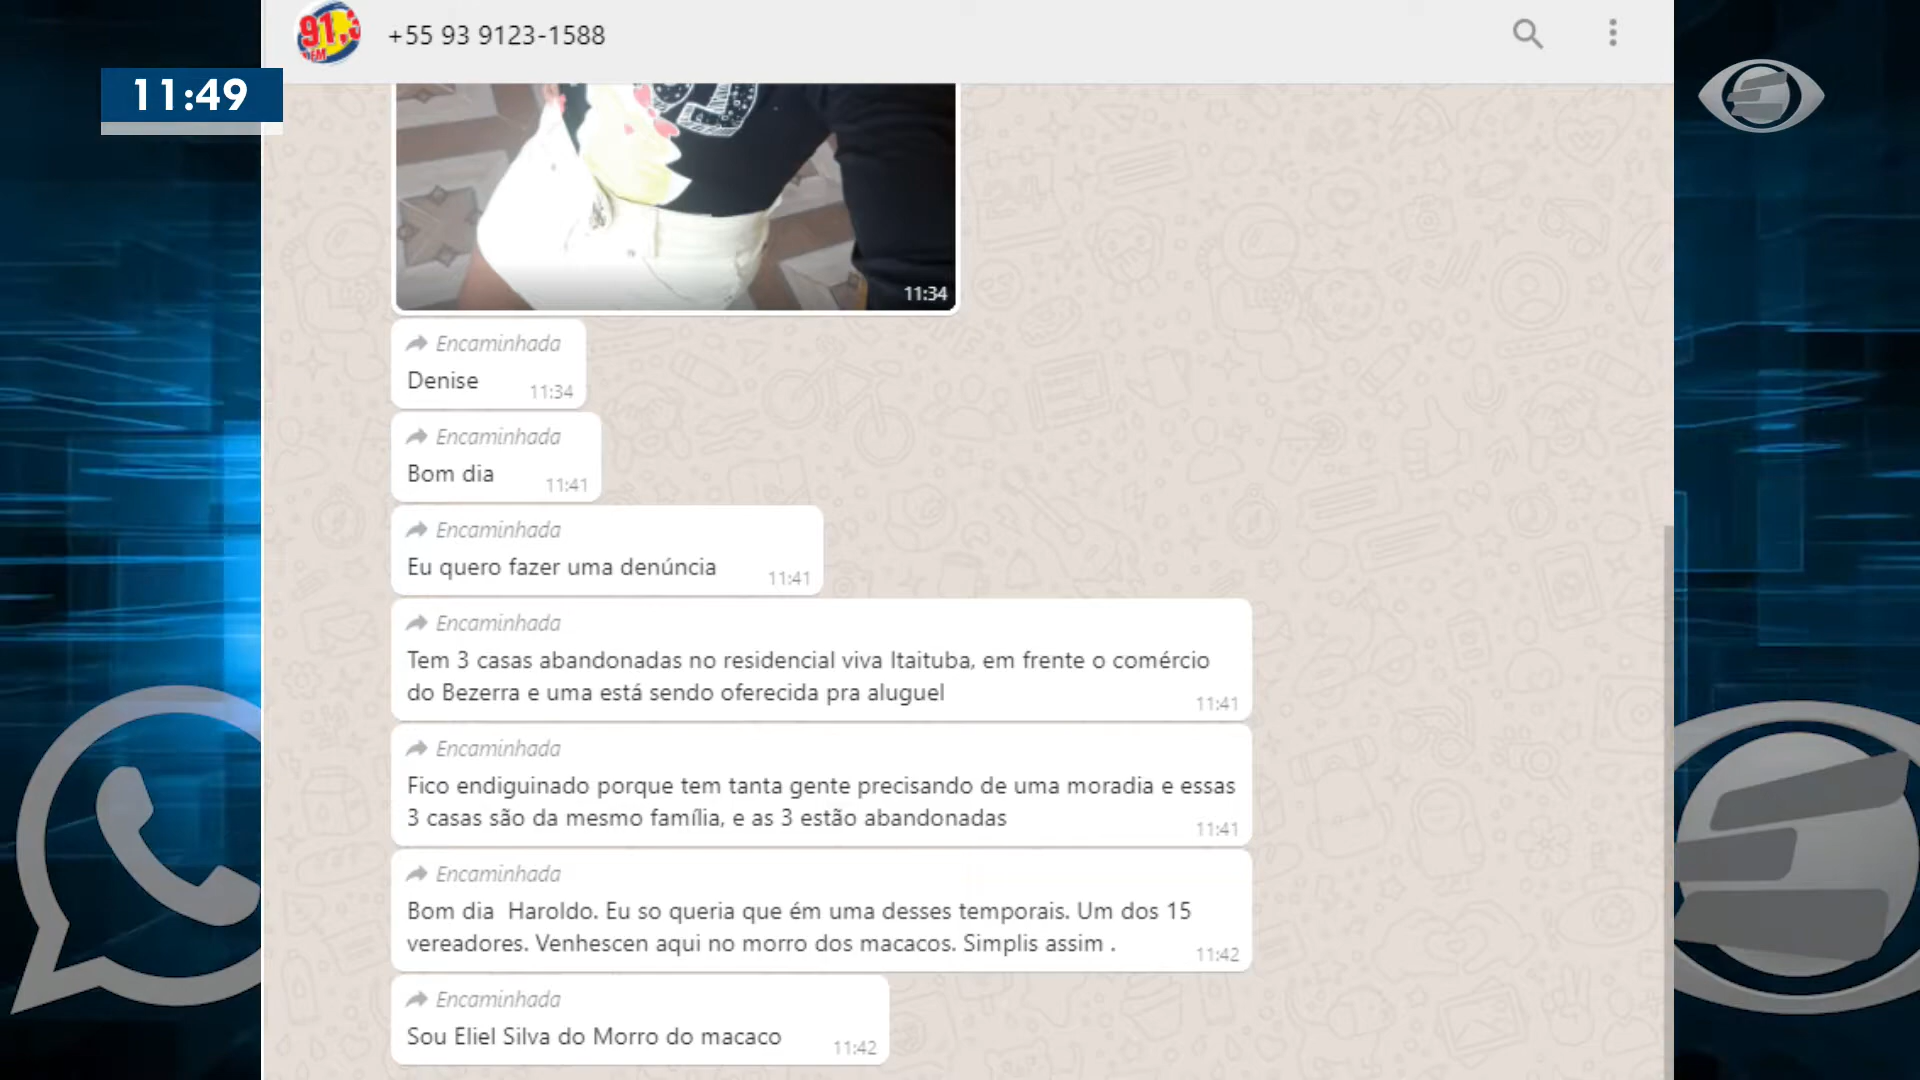 91,3
FM
+55 93 9123-1588
11:49
11:34
Encaminhada
Denise
11:34
Encaminhada
Bom dia
11:41
Encaminhada
Eu quero fazer uma denúncia
11:41
Encaminhada
Tem 3 casas abandonadas no residencial viva Itaituba, em frente o comércio
do Bezerra e uma está sendo oferecida pra aluguel
11:41
Encaminhada
Fico endiguinado porque tem tanta gente precisando de uma moradia e essas
3 casas são da mesmo família, e as 3 estão abandonadas
11:41
Encaminhada
Bom dia  Haroldo. Eu so queria que ém uma desses temporais. Um dos 15
vereadores. Venhescen aqui no morro dos macacos. Simplis assim .
11:42
Encaminhada
Sou Eliel Silva do Morro do macaco
11:42